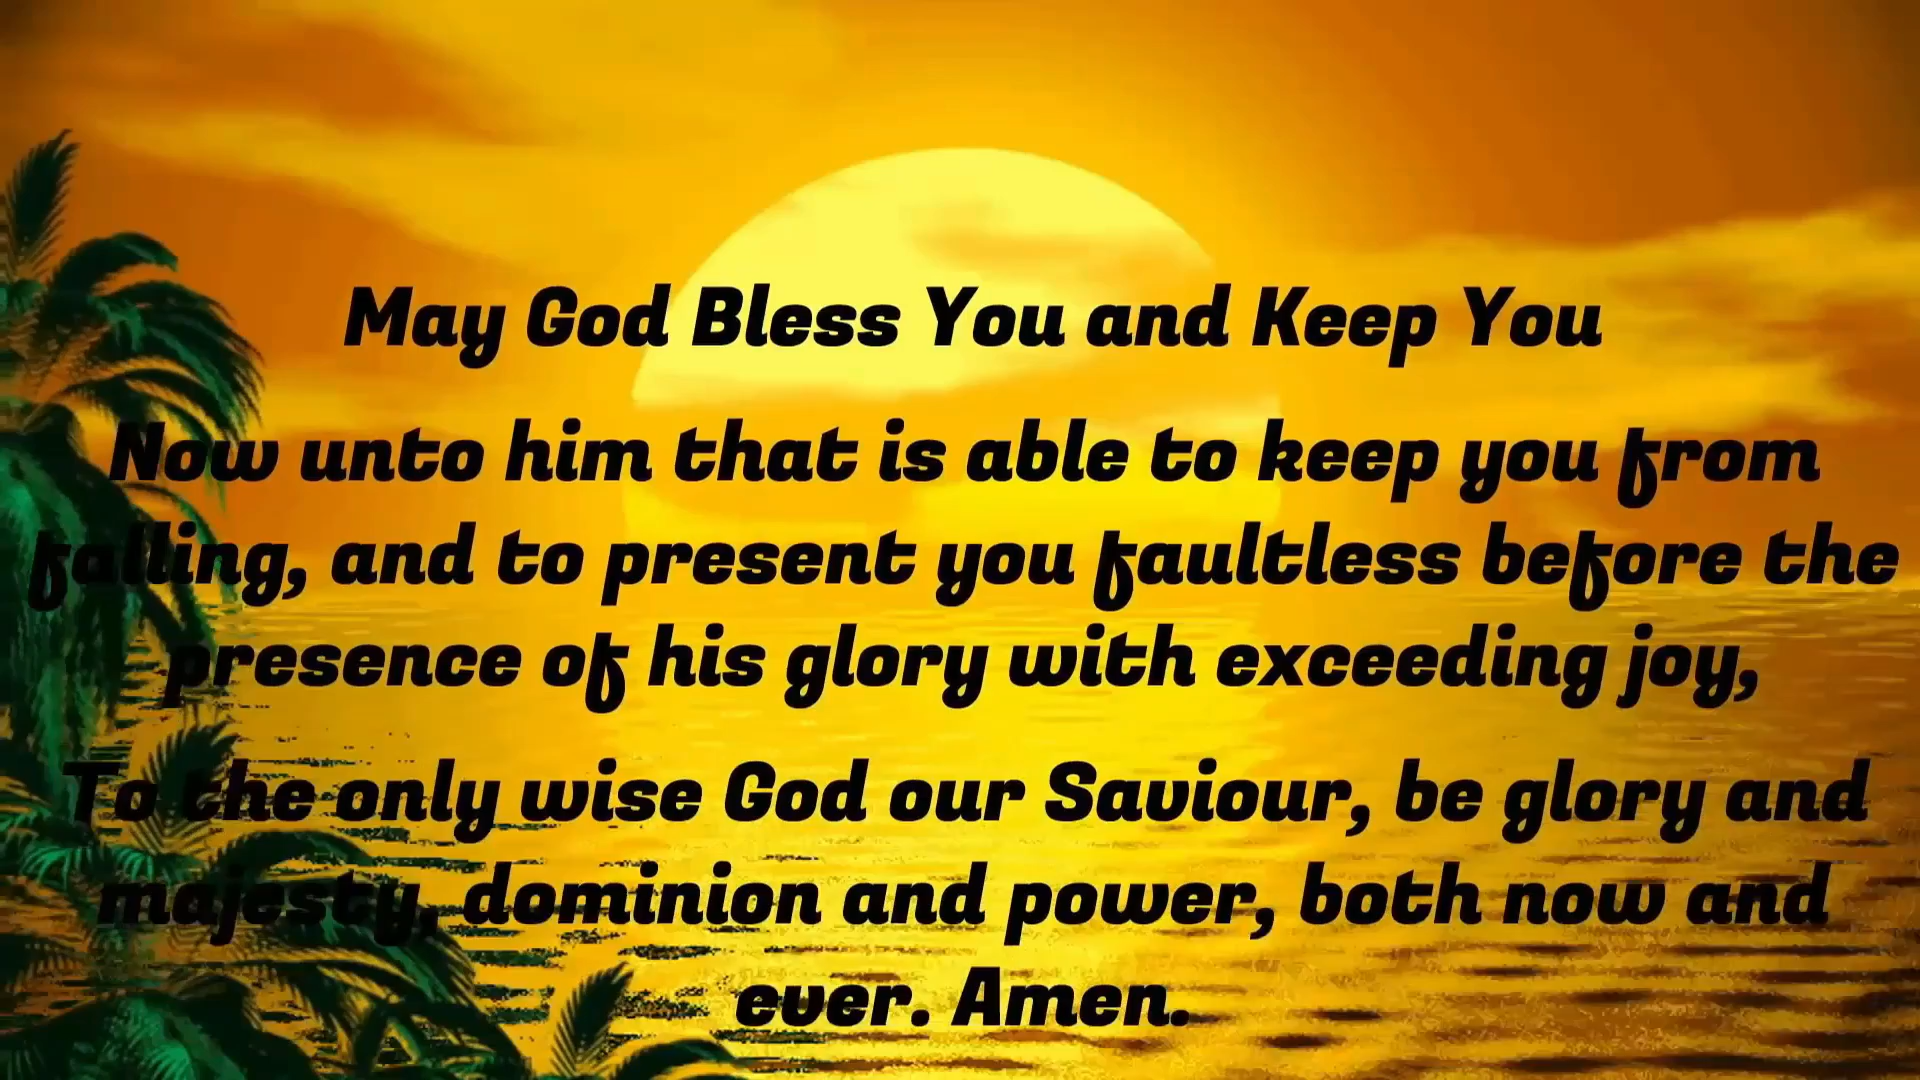 May God Bless You and Keep You
Now unto him that is able to keep you from
falling, and to present you faultless before the
presence of his glory with exceeding joy,
To the only wise God our Saviour, be glory and
majesty, dominion and power, both now and
ever. Amen.